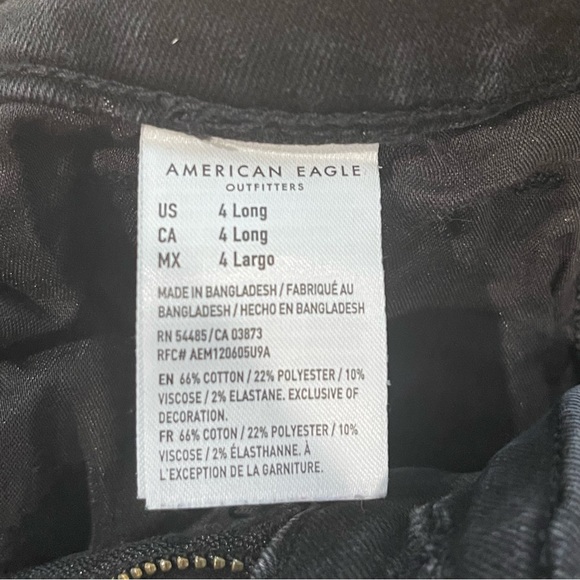 AMERICAN EAGLE
OUTFITTERS
US 4 Long
CA 4 Long
MX 4 Largo
MADE IN BANGLADESH / FABRIQUÉ AU
BANGLADESH / HECHO EN BANGLADESH
RN 54485 / CA 03873
RFC# AEM120605U9A
EN 66% COTTON / 22% POLYESTER / 10%
VISCOSE / 2% ELASTANE. EXCLUSIVE OF
DECORATION.
FR 66% COTON / 22% POLYESTER / 10%
VISCOSE / 2% ÉLASTHANNE. À
L'EXCEPTION DE LA GARNITURE.